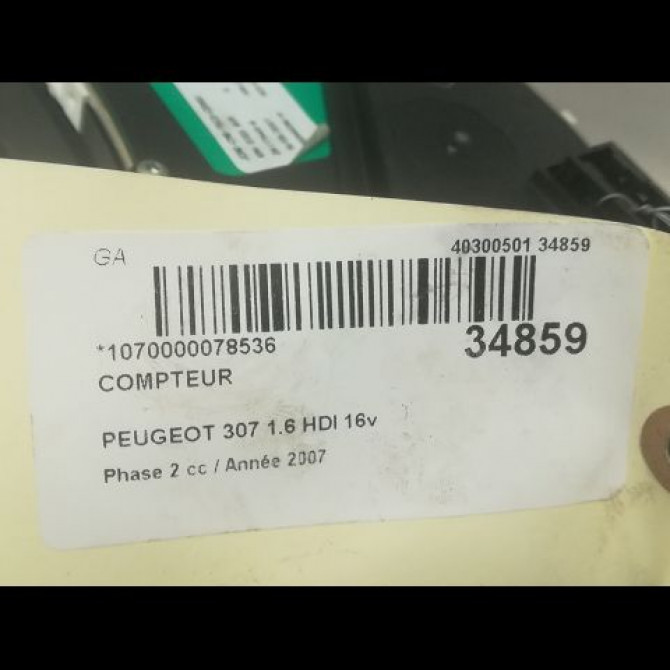 GA
40300501 34859
*1070000078536
34859
COMPTEUR
PEUGEOT 307 1.6 HDI 16v
Phase 2 cc / Année 2007